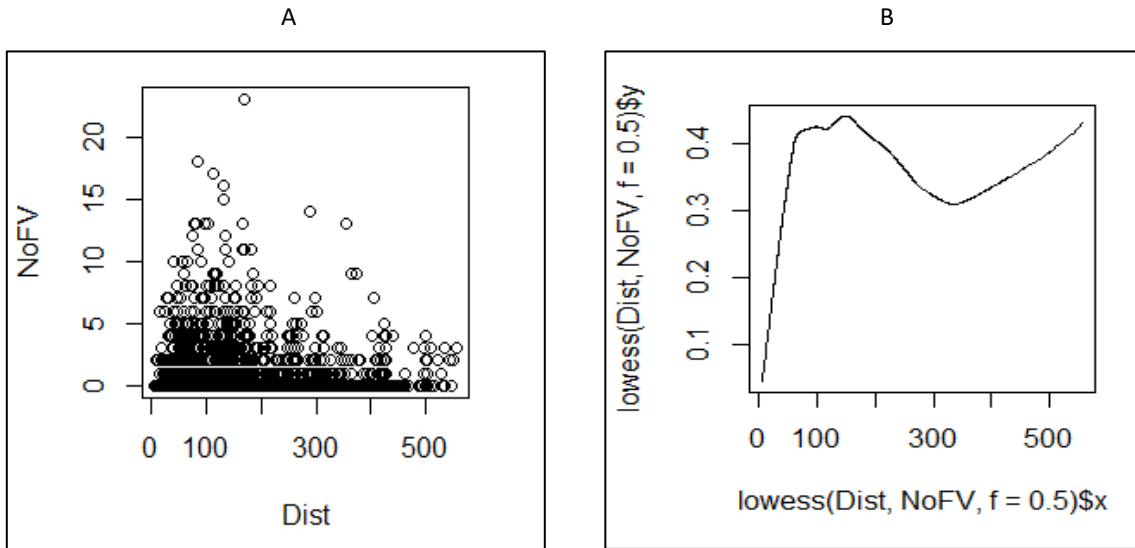 A
B
NoFV
20
15
10
5
0
0 100 300 500
Dist
lowess(Dist, NoFV, f = 0.5)$y
0.4
0.3
0.2
0.1
0 100 300 500
lowess(Dist, NoFV, f = 0.5)$x